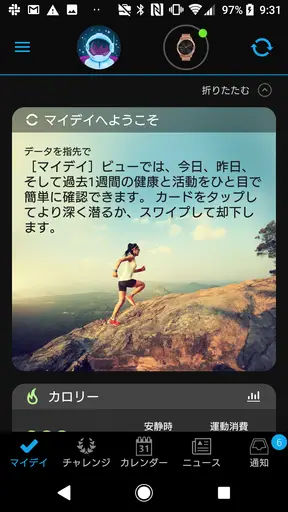 97% 9:31
折りたたむ
マイデイへようこそ
データを指先で
［マイデイ］ビューでは、今日、昨日、
そして過去1週間の健康と活動をひと目で
簡単に確認できます。 カードをタップし
てより深く潜るか、スワイプして却下し
ます。
カロリー
安静時 運動消費
6
31
マイデイ チャレンジ カレンダー ニュース 通知